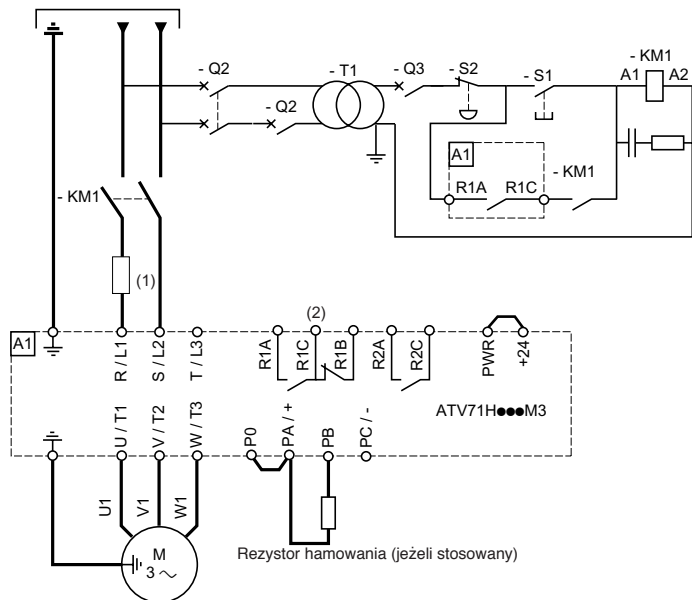 - Q2
- T1
- Q3
- S2
- S1
- KM1
A1 A2
- Q2
A1
- KM1
R1A R1C
- KM1
(1)
(2)
A1
R / L1
S / L2
T / L3
R1A
R1C
R1B
R2A
R2C
PWR
+24
ATV71H●●●M3
U / T1
V / T2
W / T3
P0
PA / +
PB
PC / -
U1
V1
W1
M
3 ~
Rezystor hamowania (jeżeli stosowany)